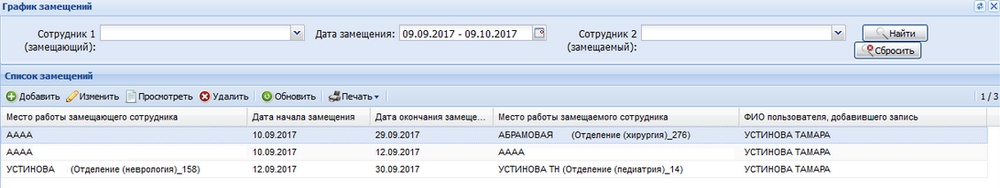 График замещений
Сотрудник 1 (замещающий):
Дата замещения: 09.09.2017 - 09.10.2017
Сотрудник 2 (замещаемый):
Найти
Сбросить
Список замещений
Добавить Изменить Просмотреть Удалить Обновить Печать 1 / 3
Место работы замещающего сотрудника Дата начала замещения Дата окончания замеще... Место работы замещаемого сотрудника ФИО пользователя, добавившего запись
АААА 10.09.2017 29.09.2017 АБРАМОВАЯ (Отделение (хирургия)_276) УСТИНОВА ТАМАРА
АААА 10.09.2017 12.09.2017 АААА УСТИНОВА ТАМАРА
УСТИНОВА (Отделение (неврология)_158) 12.09.2017 30.09.2017 УСТИНОВА ТН (Отделение (педиатрия)_14) УСТИНОВА ТАМАРА